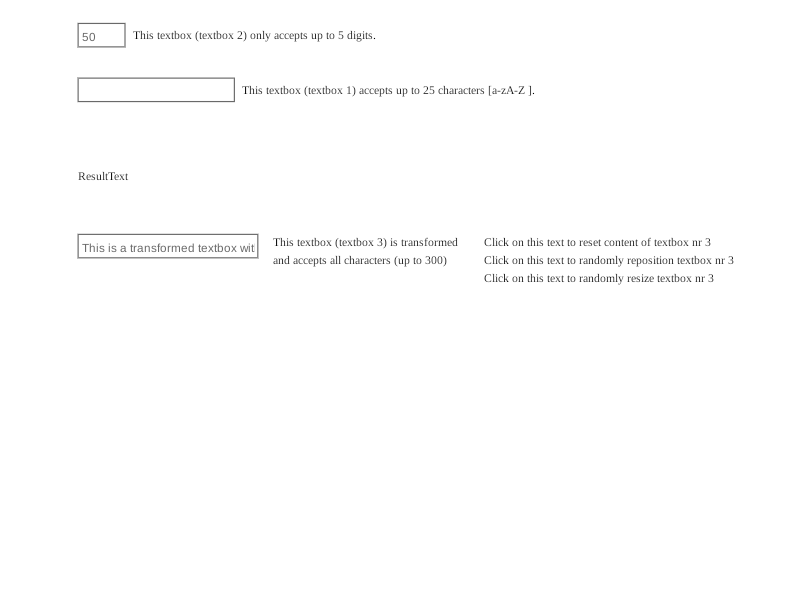 50 This textbox (textbox 2) only accepts up to 5 digits.
This textbox (textbox 1) accepts up to 25 characters [a-zA-Z ].
ResultText
This is a transformed textbox wit
This textbox (textbox 3) is transformed
and accepts all characters (up to 300)
Click on this text to reset content of textbox nr 3
Click on this text to randomly reposition textbox nr 3
Click on this text to randomly resize textbox nr 3